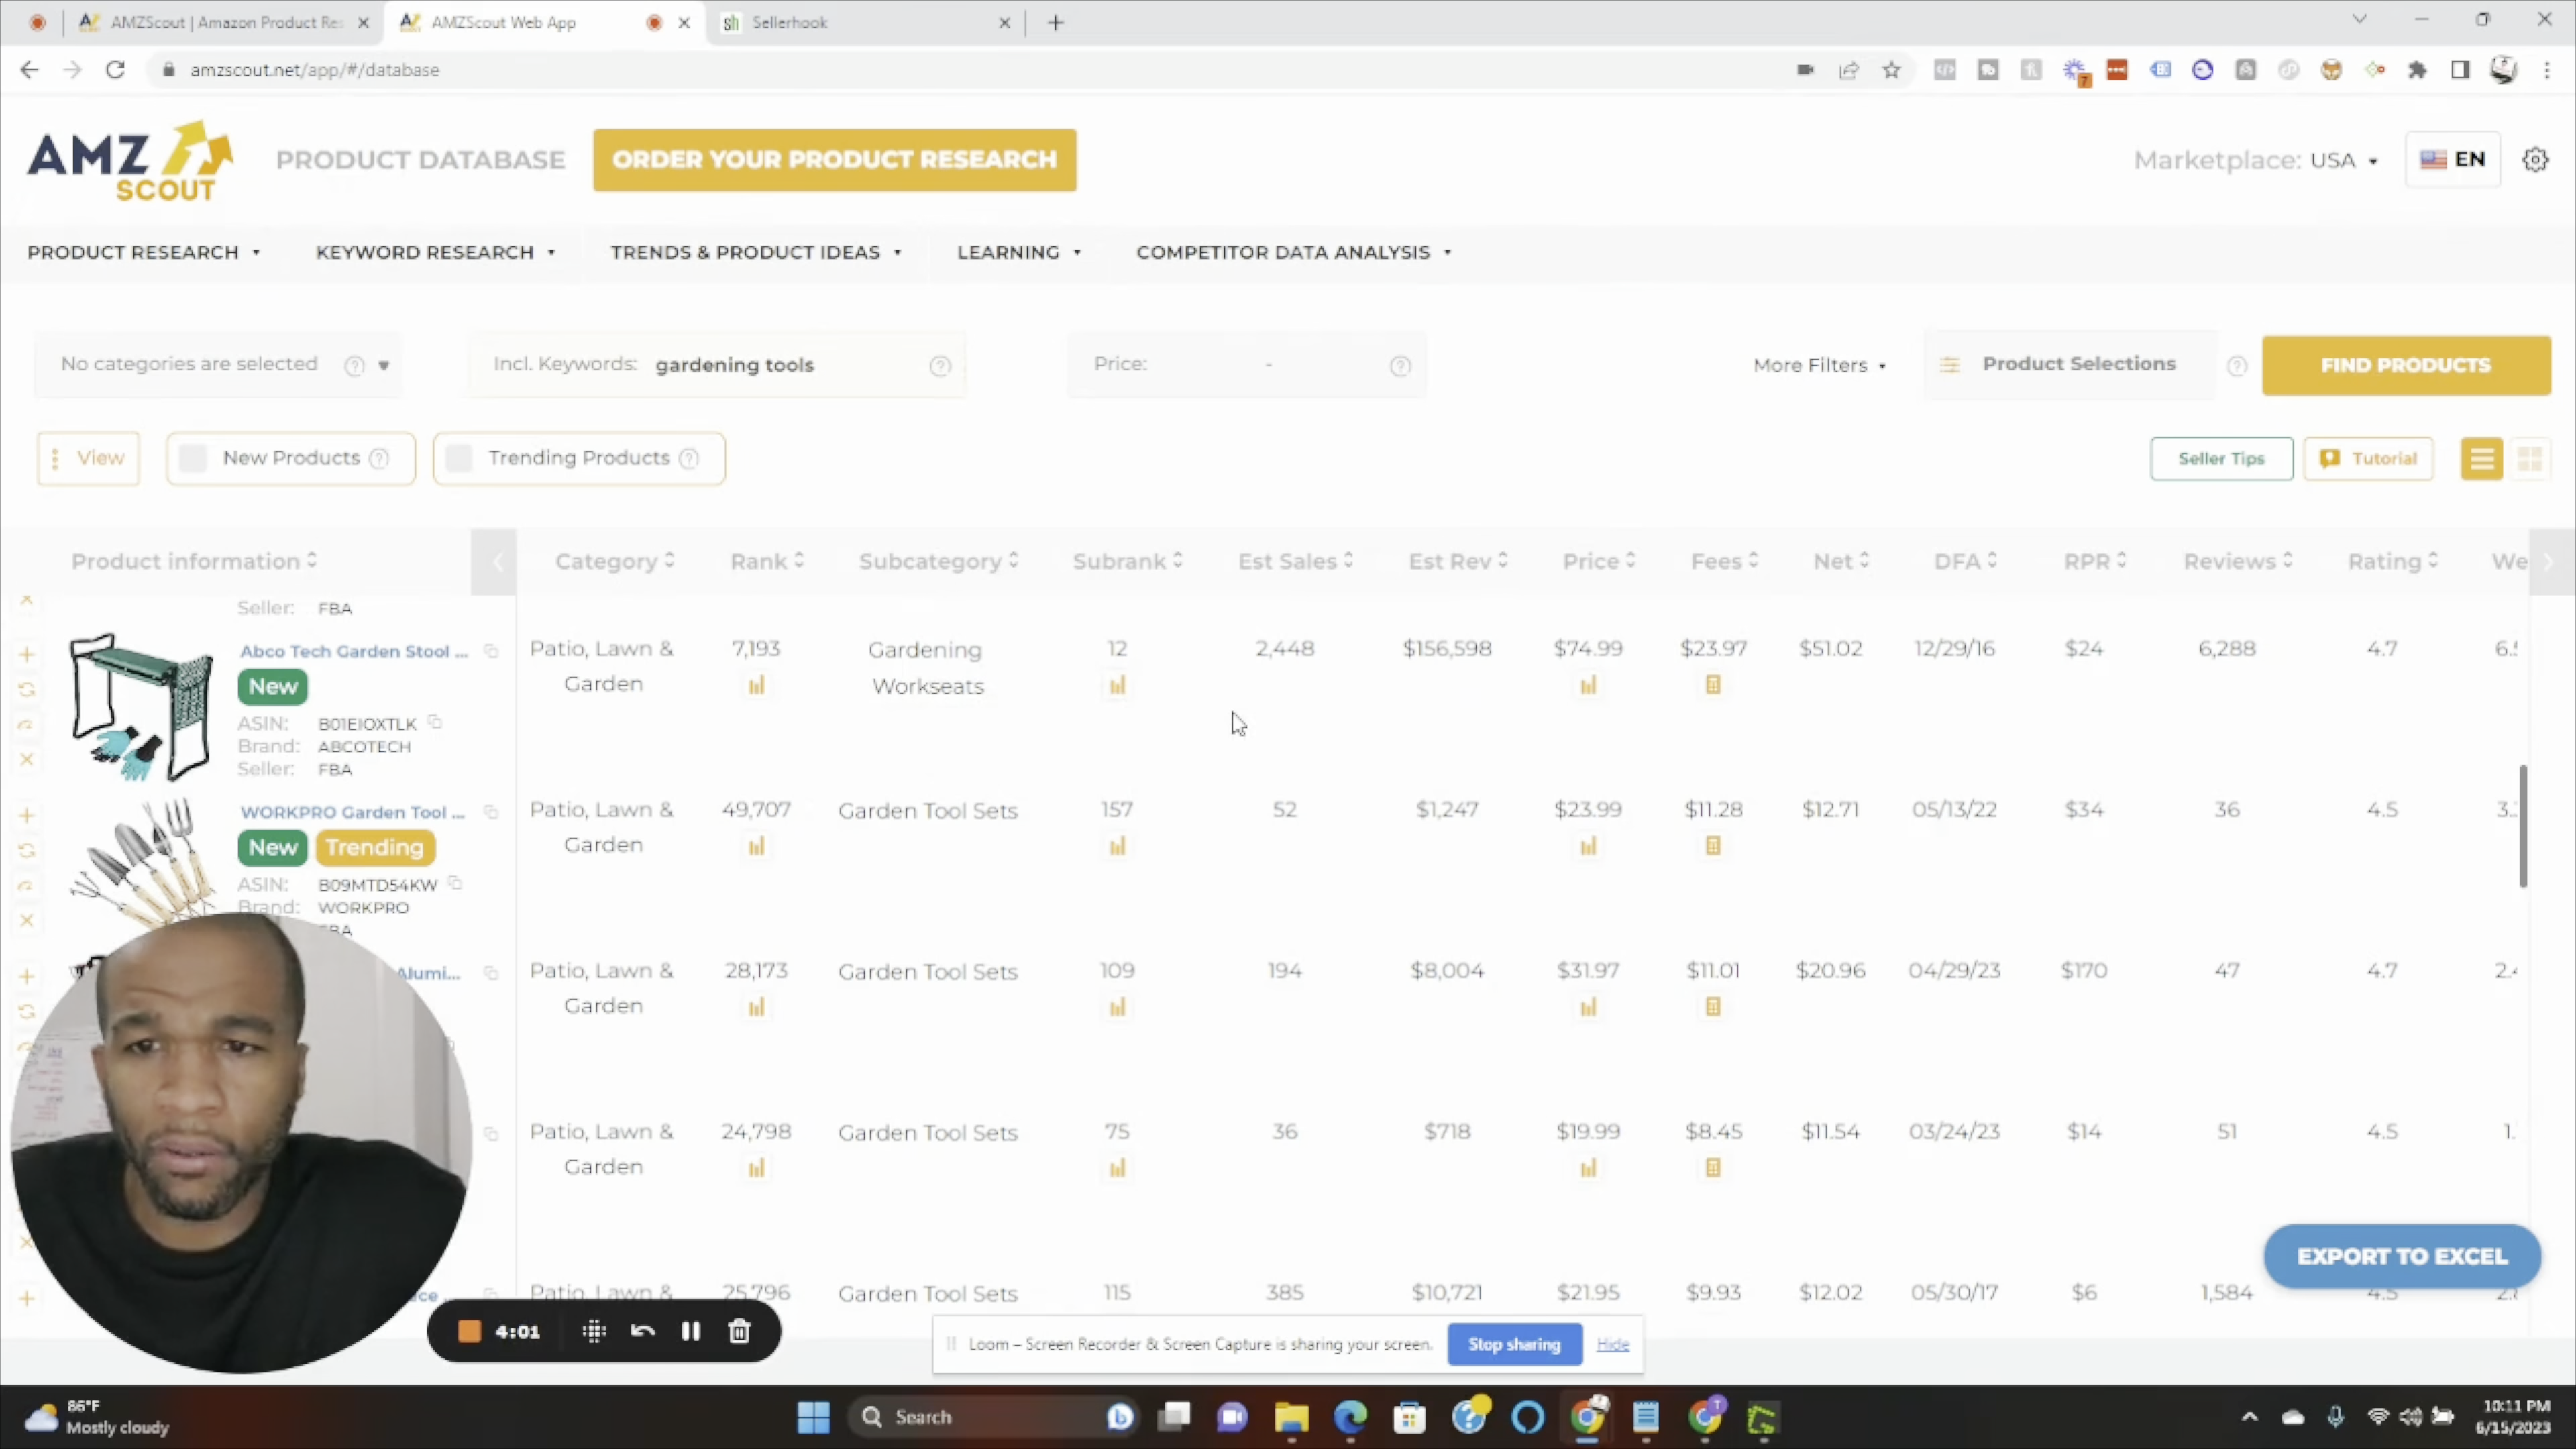 AMZScout | Amazon Product Re
AMZScout Web App
sh Sellerhook
amzscout.net/app/#/database
7
AMZ SCOUT
PRODUCT DATABASE
ORDER YOUR PRODUCT RESEARCH
Marketplace: USA
EN
PRODUCT RESEARCH KEYWORD RESEARCH TRENDS & PRODUCT IDEAS LEARNING COMPETITOR DATA ANALYSIS
No categories are selected ?
Incl. Keywords: gardening tools ?
Price: - ?
More Filters
Product Selections ?
FIND PRODUCTS
View
New Products ?
Trending Products ?
Seller Tips
Tutorial
Product information Category Rank Subcategory Subrank Est Sales Est Rev Price Fees Net DFA RPR Reviews Rating We
Seller: FBA
Abco Tech Garden Stool ...
New
ASIN: B01EIOXTLK
Brand: ABCOTECH
Seller: FBA
Patio, Lawn & Garden 7,193 Gardening Workseats 12 2,448 $156,598 $74.99 $23.97 $51.02 12/29/16 $24 6,288 4.7
WORKPRO Garden Tool ...
New Trending
ASIN: B09MTD54KW
Brand: WORKPRO
FBA
Patio, Lawn & Garden 49,707 Garden Tool Sets 157 52 $1,247 $23.99 $11.28 $12.71 05/13/22 $34 36 4.5
Alumi...
Patio, Lawn & Garden 28,173 Garden Tool Sets 109 194 $8,004 $31.97 $11.01 $20.96 04/29/23 $170 47 4.7
Patio, Lawn & Garden 24,798 Garden Tool Sets 75 36 $718 $19.99 $8.45 $11.54 03/24/23 $14 51 4.5
Patio, Lawn & 25,796 Garden Tool Sets 115 385 $10,721 $21.95 $9.93 $12.02 05/30/17 $6 1,584 4.5
EXPORT TO EXCEL
4:01
Loom – Screen Recorder & Screen Capture is sharing your screen.
Stop sharing
Hide
86°F
Mostly cloudy
Search
10:11 PM
6/15/2023